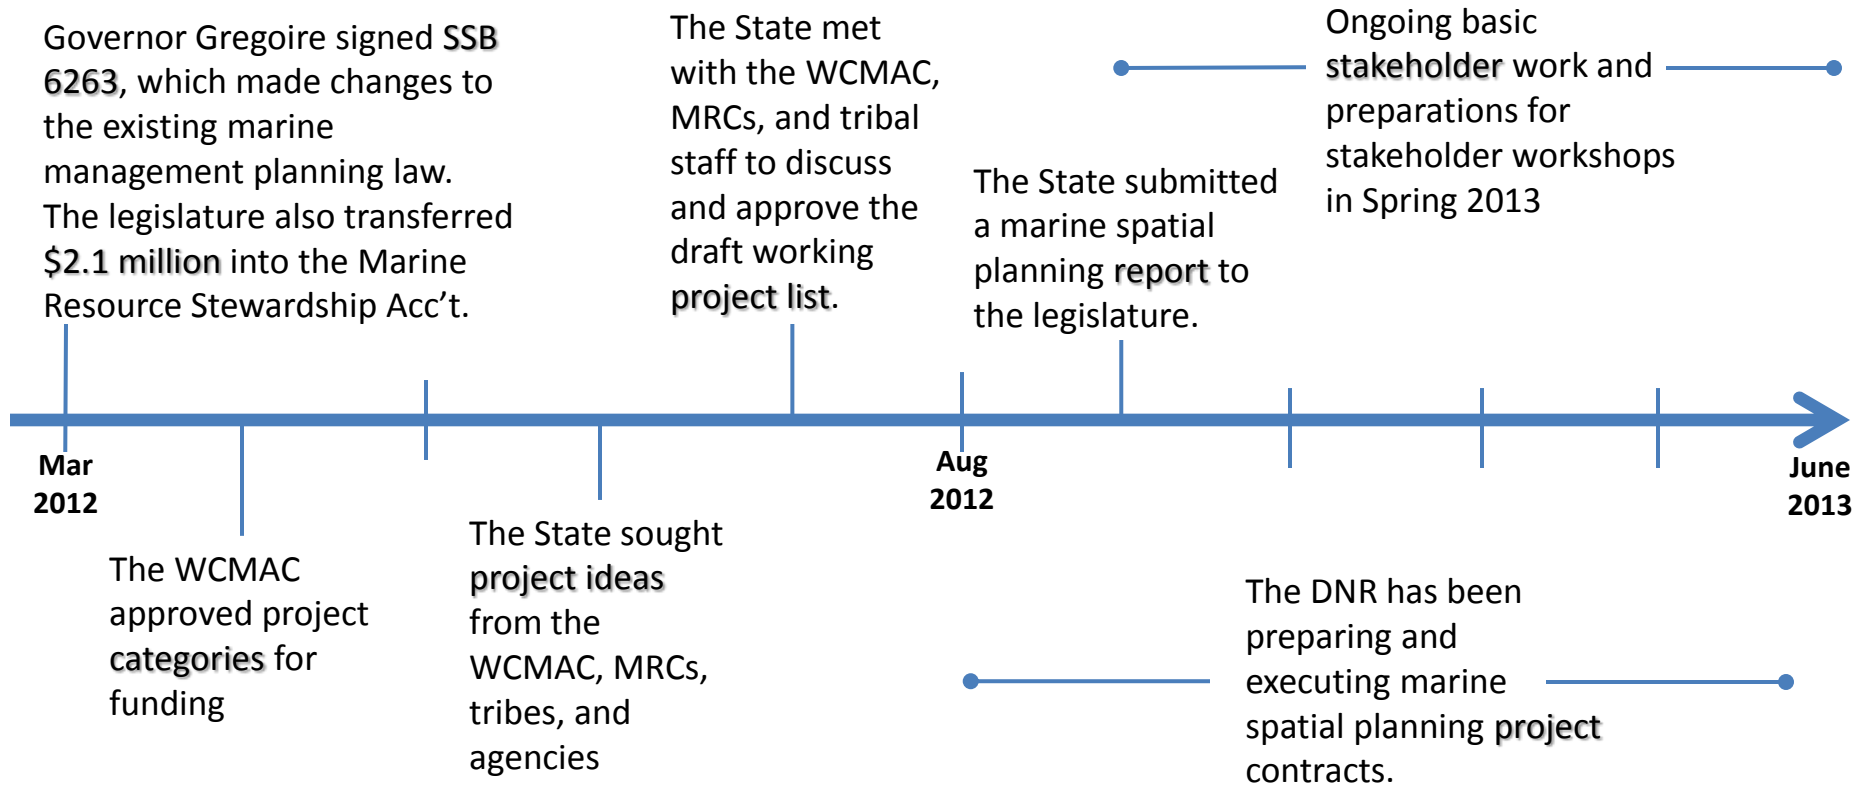 Governor Gregoire signed SSB
6263, which made changes to
the existing marine
management planning law.
The legislature also transferred
$2.1 million into the Marine
Resource Stewardship Acc’t.
The State met
with the WCMAC,
MRCs, and tribal
staff to discuss
and approve the
draft working
project list.
The State submitted
a marine spatial
planning report to
the legislature.
Ongoing basic
stakeholder work and
preparations for
stakeholder workshops
in Spring 2013
Mar
2012
Aug
2012
June
2013
The WCMAC
approved project
categories for
funding
The State sought
project ideas
from the
WCMAC, MRCs,
tribes, and
agencies
The DNR has been
preparing and
executing marine
spatial planning project
contracts.